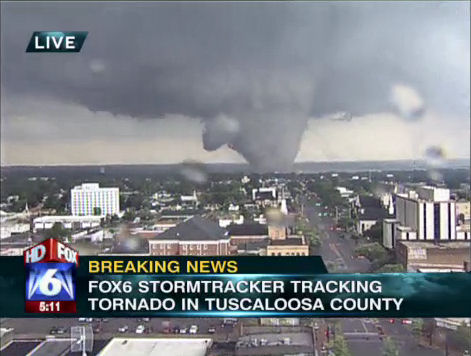 LIVE
HD FOX
6
5:11
BREAKING NEWS
FOX6 STORMTRACKER TRACKING
TORNADO IN TUSCALOOSA COUNTY